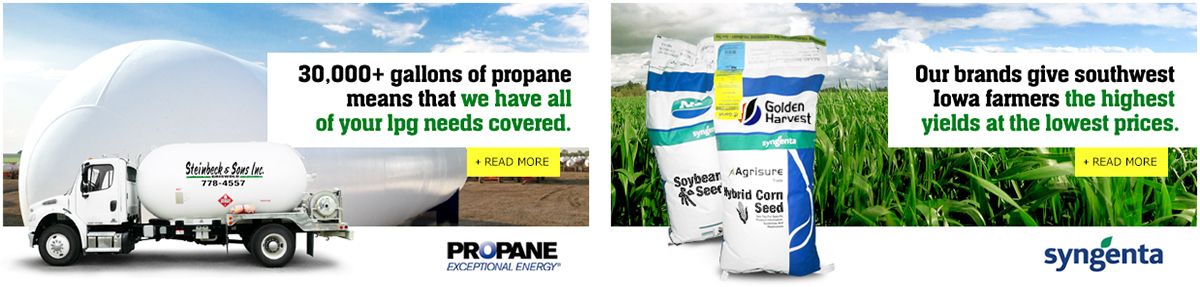 30,000+ gallons of propane
means that we have all
of your lpg needs covered.
+ READ MORE
Steinbeck & Sons Inc.
778-4557
PROPANE
EXCEPTIONAL ENERGY®
Our brands give southwest
Iowa farmers the highest
yields at the lowest prices.
+ READ MORE
NK
syngenta
Soybean
Seed
Golden
Harvest
syngenta
Agrisure
Hybrid Corn
Seed
syngenta